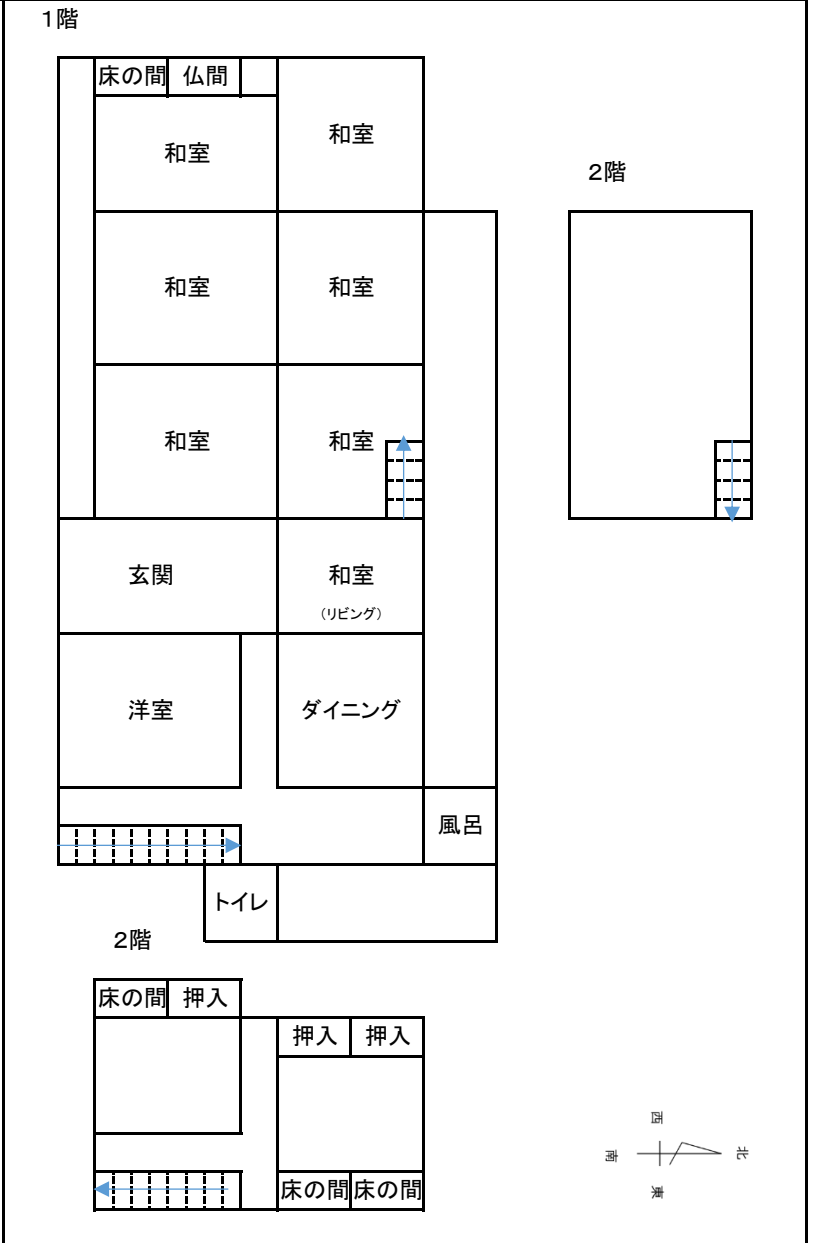 1階
床の間 仏間
和室
和室
2階
和室
和室
和室
和室
玄関
和室
(リビング)
洋室
ダイニング
風呂
トイレ
2階
床の間 押入
押入 押入
床の間 床の間
西
南
北
東